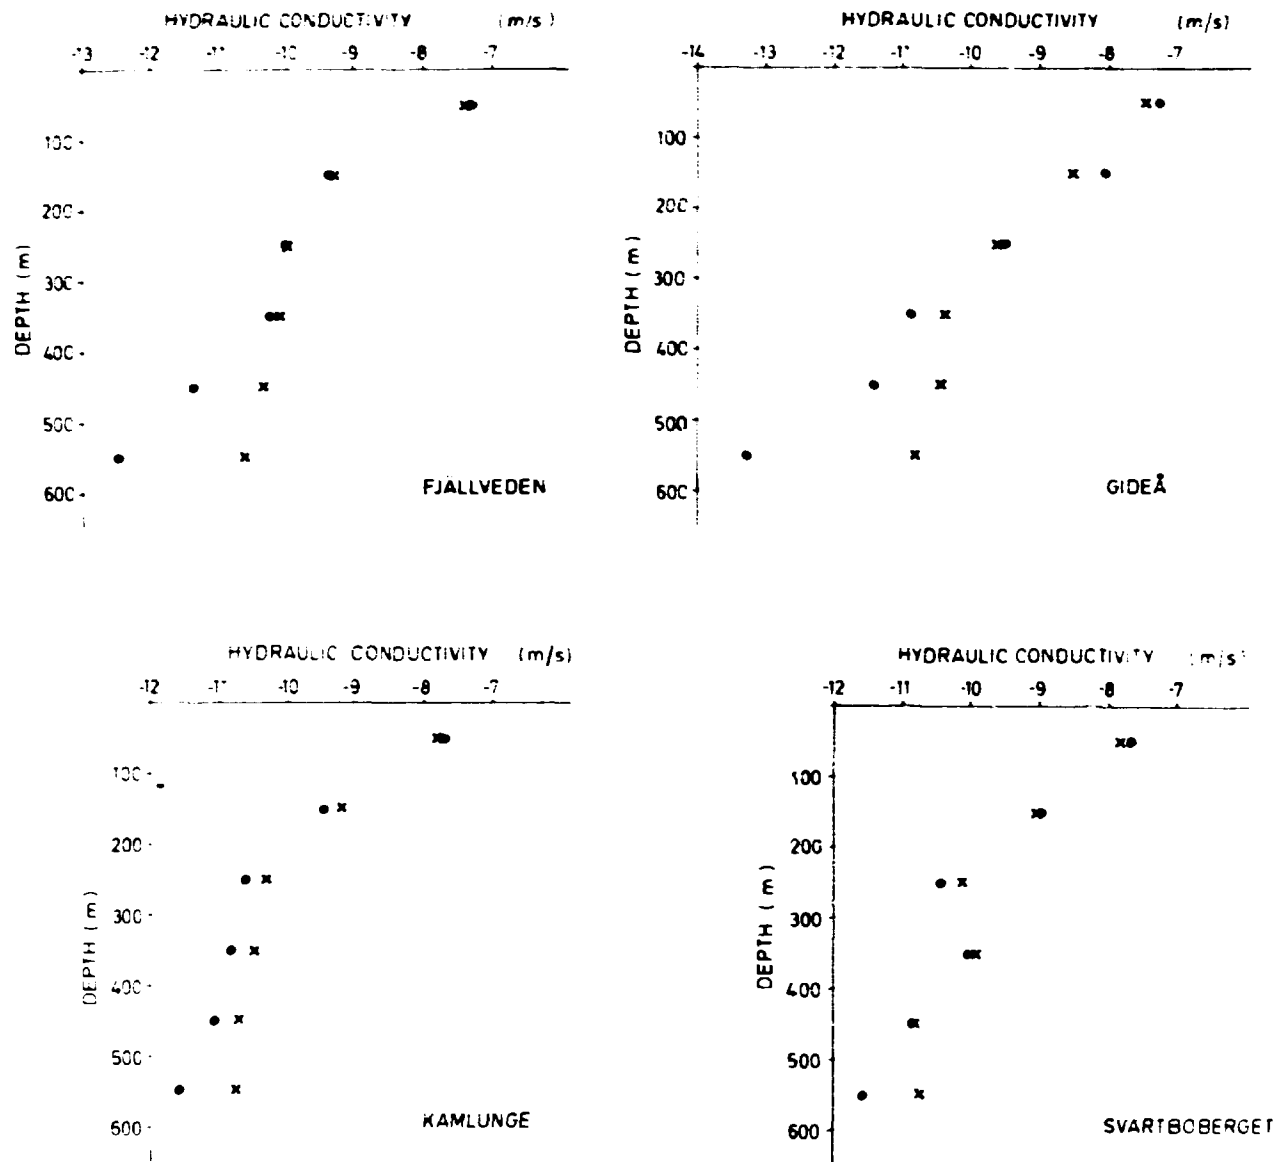 HYDRAULIC CONDUCTIVITY (m/s)
-13 -12 -11 -10 -9 -8 -7
DEPTH (m)
100
200
300
400
500
600
FJÄLLVEDEN
HYDRAULIC CONDUCTIVITY (m/s)
-14 -13 -12 -11 -10 -9 -8 -7
DEPTH (m)
100
200
300
400
500
600
GIDEÅ
HYDRAULIC CONDUCTIVITY (m/s)
-12 -11 -10 -9 -8 -7
DEPTH (m)
100
200
300
400
500
600
KAMLUNGE
HYDRAULIC CONDUCTIVITY (m/s)
-12 -11 -10 -9 -8 -7
DEPTH (m)
100
200
300
400
500
600
SVARTBOBERGET